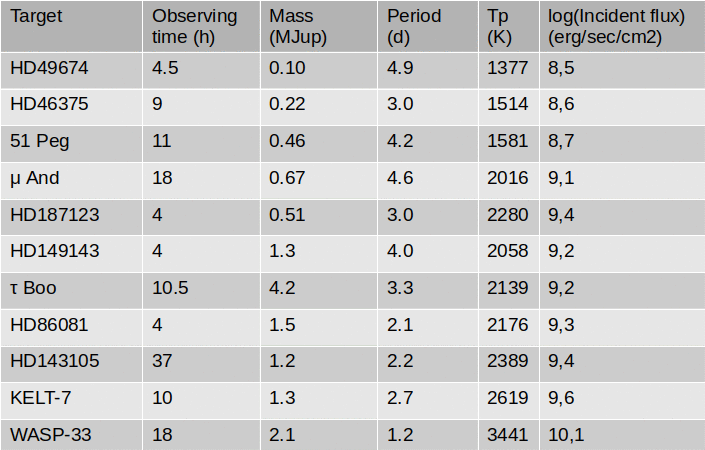 Target Observing time (h) Mass (MJup) Period (d) Tp (K) log(Incident flux) (erg/sec/cm2)
HD49674 4.5 0.10 4.9 1377 8,5
HD46375 9 0.22 3.0 1514 8,6
51 Peg 11 0.46 4.2 1581 8,7
μ And 18 0.67 4.6 2016 9,1
HD187123 4 0.51 3.0 2280 9,4
HD149143 4 1.3 4.0 2058 9,2
τ Boo 10.5 4.2 3.3 2139 9,2
HD86081 4 1.5 2.1 2176 9,3
HD143105 37 1.2 2.2 2389 9,4
KELT-7 10 1.3 2.7 2619 9,6
WASP-33 18 2.1 1.2 3441 10,1